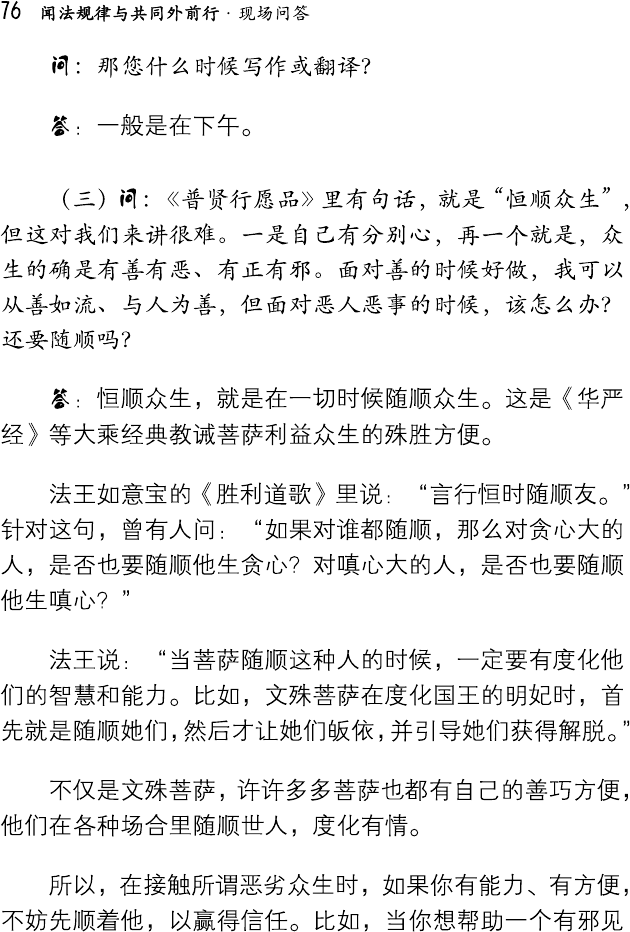 76 闻法规律与共同外前行·现场问答
问：那您什么时候写作或翻译？
答：一般是在下午。
（三）问：《普贤行愿品》里有句话，就是“恒顺众生”，
但这对我们来讲很难。一是自己有分别心，再一个就是，众
生的确是有善有恶、有正有邪。面对善的时候好做，我可以
从善如流、与人为善，但面对恶人恶事的时候，该怎么办？
还要随顺吗？
答：恒顺众生，就是在一切时候随顺众生。这是《华严
经》等大乘经典教诫菩萨利益众生的殊胜方便。
法王如意宝的《胜利道歌》里说：“言行恒时随顺友。”
针对这句，曾有人问：“如果对谁都随顺，那么对贪心大的
人，是否也要随顺他生贪心？对嗔心大的人，是否也要随顺
他生嗔心？”
法王说：“当菩萨随顺这种人的时候，一定要有度化他
们的智慧和能力。比如，文殊菩萨在度化国王的明妃时，首
先就是随顺她们，然后才让她们皈依，并引导她们获得解脱。”
不仅是文殊菩萨，许许多多菩萨也都有自己的善巧方便，
他们在各种场合里随顺世人，度化有情。
所以，在接触所谓恶劣众生时，如果你有能力、有方便，
不妨先顺着他，以赢得信任。比如，当你想帮助一个有邪见